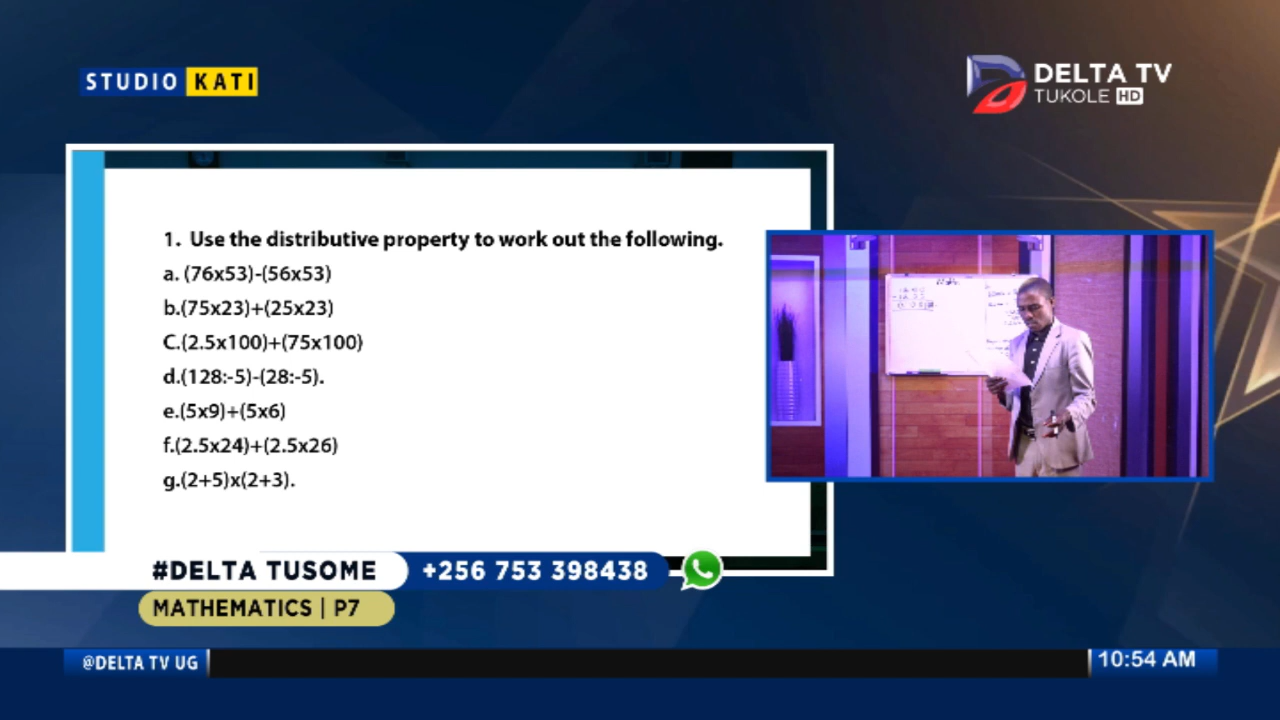 STUDIO KATI
DELTA TV
TUKOLE HD
1. Use the distributive property to work out the following.
a. (76x53)-(56x53)
b.(75x23)+(25x23)
C.(2.5x100)+(75x100)
d.(128:-5)-(28:-5).
e.(5x9)+(5x6)
f.(2.5x24)+(2.5x26)
g.(2+5)x(2+3).
#DELTA TUSOME +256 753 398438
MATHEMATICS | P7
@DELTA TV UG
10:54 AM